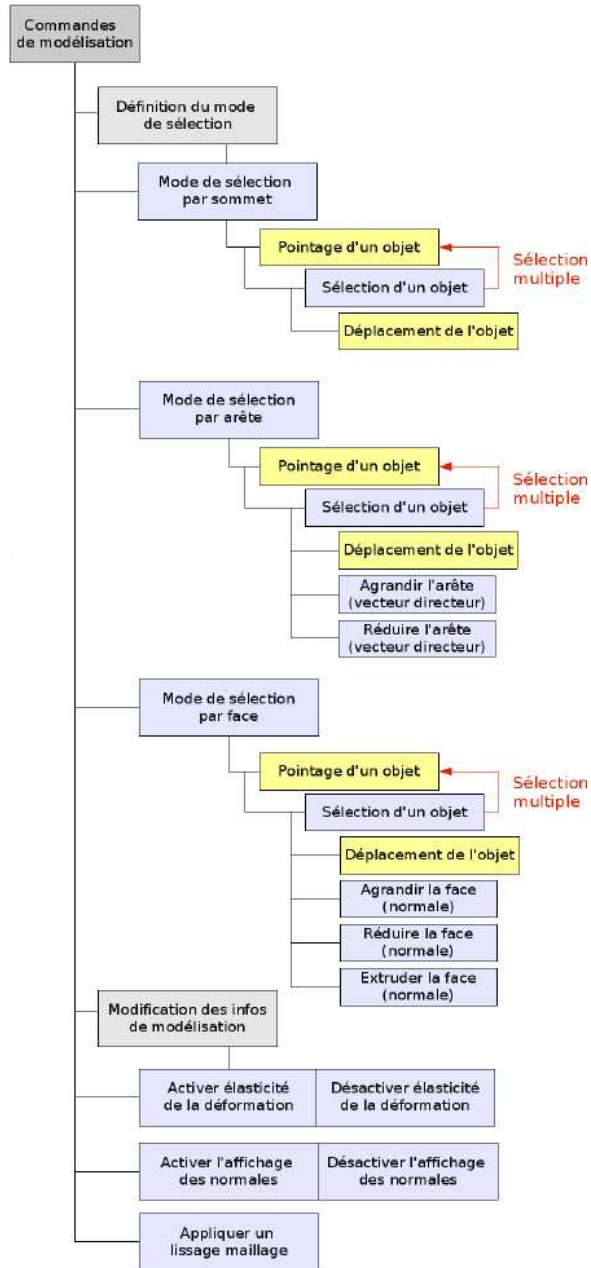 Commandes
de modélisation
Définition du mode
de sélection
Mode de sélection
par sommet
Pointage d'un objet
Sélection d'un objet
Sélection
multiple
Déplacement de l'objet
Mode de sélection
par arête
Pointage d'un objet
Sélection d'un objet
Sélection
multiple
Déplacement de l'objet
Agrandir l'arête
(vecteur directeur)
Réduire l'arête
(vecteur directeur)
Mode de sélection
par face
Pointage d'un objet
Sélection d'un objet
Sélection
multiple
Déplacement de l'objet
Agrandir la face
(normale)
Réduire la face
(normale)
Extruder la face
(normale)
Modification des infos
de modélisation
Activer élasticité
de la déformation
Désactiver élasticité
de la déformation
Activer l'affichage
des normales
Désactiver l'affichage
des normales
Appliquer un
lissage maillage